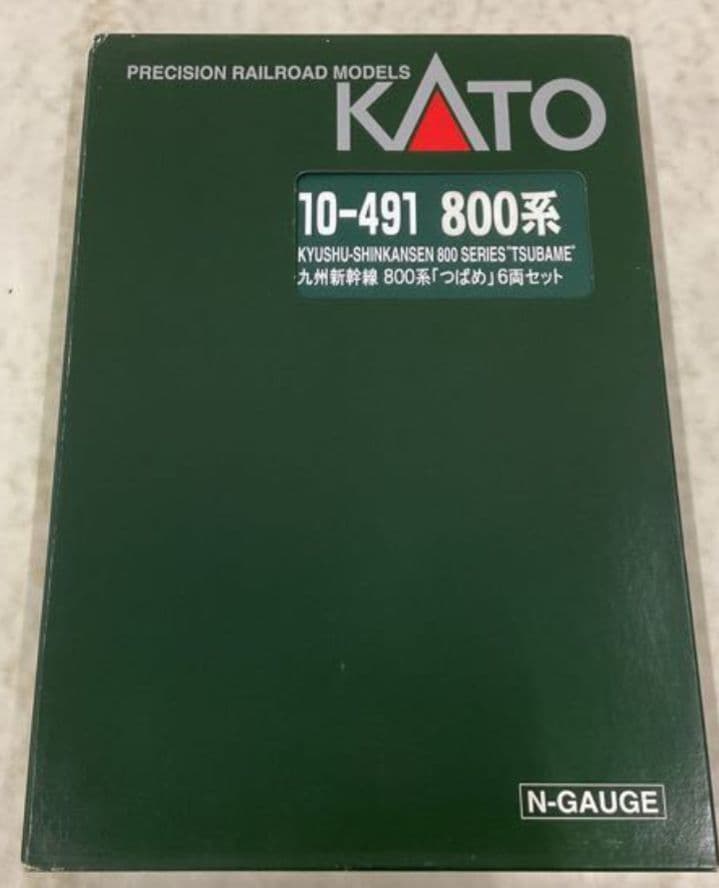 PRECISION RAILROAD MODELS
KATO
10-491 800系
KYUSHU-SHINKANSEN 800 SERIES"TSUBAME"
九州新幹線 800系｢つばめ｣6両セット
N-GAUGE